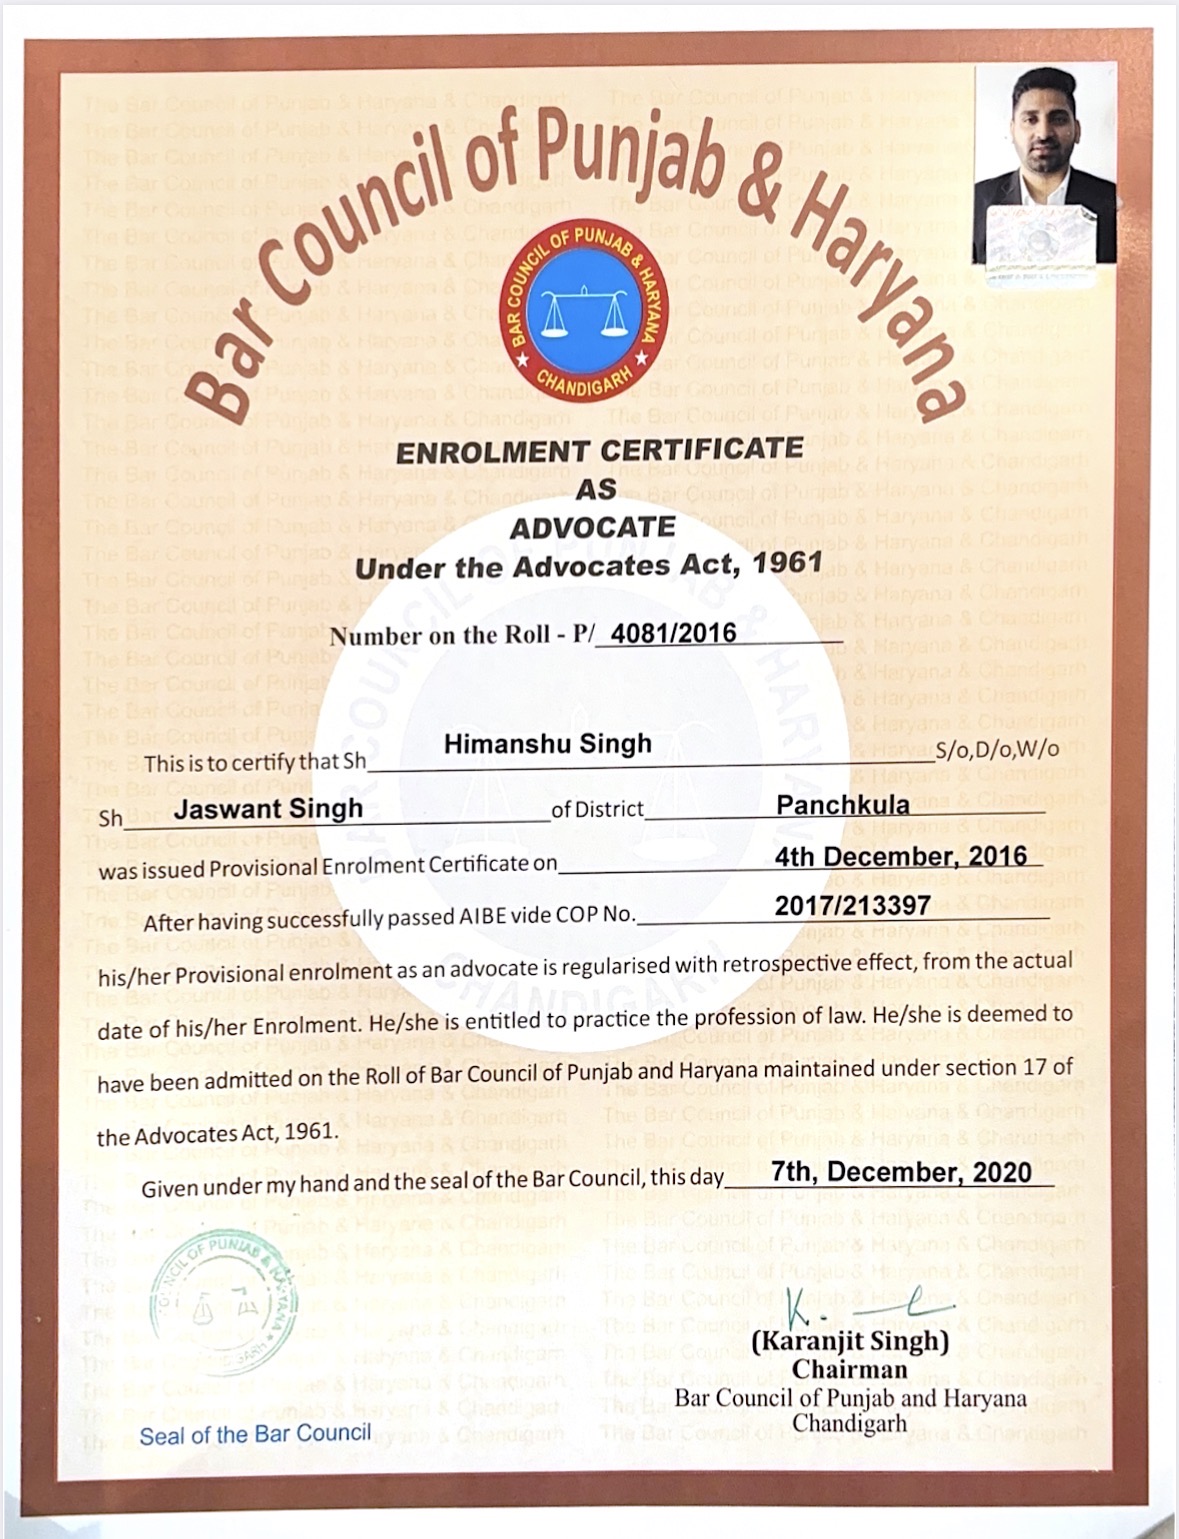 Bar Council of Punjab & Haryana
BAR COUNCIL OF PUNJAB & HARYANA
CHANDIGARH
ENROLMENT CERTIFICATE
AS
ADVOCATE
Under the Advocates Act, 1961
Number on the Roll - P/ 4081/2016
This is to certify that Sh Himanshu Singh S/o,D/o,W/o
Sh Jaswant Singh of District Panchkula
was issued Provisional Enrolment Certificate on 4th December, 2016
After having successfully passed AIBE vide COP No. 2017/213397
his/her Provisional enrolment as an advocate is regularised with retrospective effect, from the actual
date of his/her Enrolment. He/she is entitled to practice the profession of law. He/she is deemed to
have been admitted on the Roll of Bar Council of Punjab and Haryana maintained under section 17 of
the Advocates Act, 1961.
Given under my hand and the seal of the Bar Council, this day 7th, December, 2020
COUNCIL OF PUNJAB & HARYANA
(Karanjit Singh)
Chairman
Bar Council of Punjab and Haryana
Chandigarh
Seal of the Bar Council